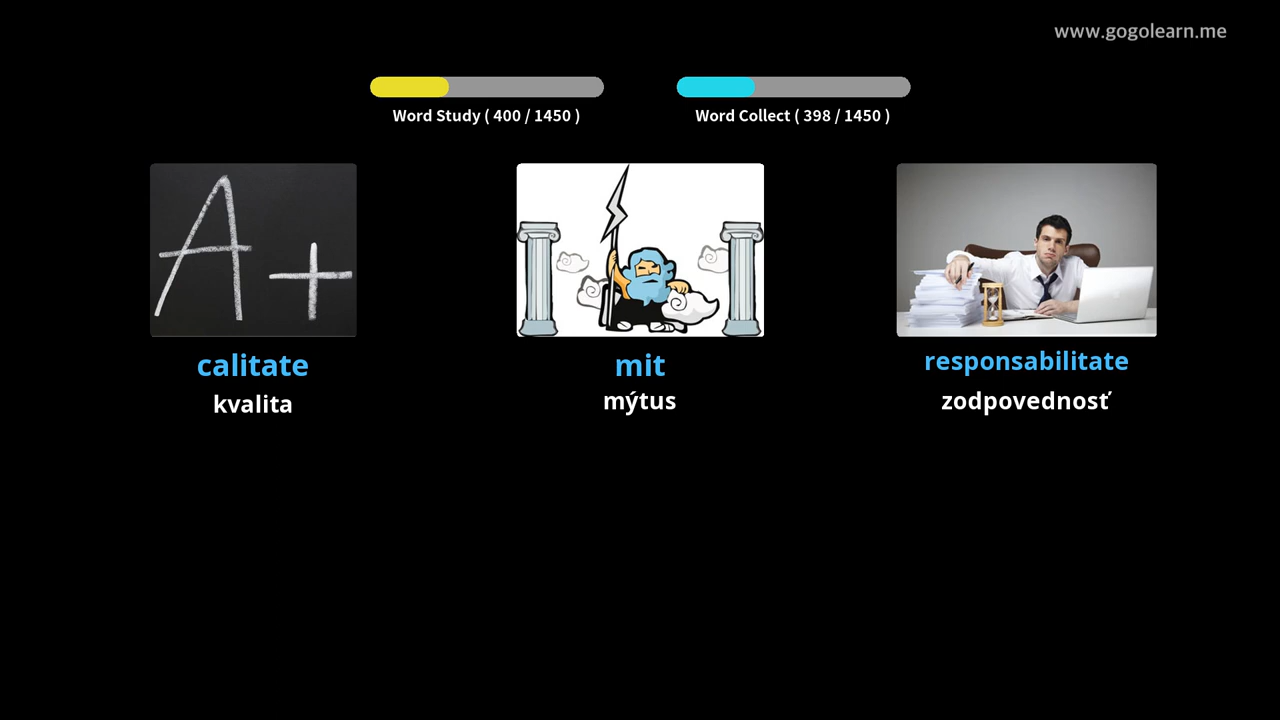 www.gogolearn.me
Word Study ( 400 / 1450 )
Word Collect ( 398 / 1450 )
A+
calitate
mit
responsabilitate
kvalita
mýtus
zodpovednosť